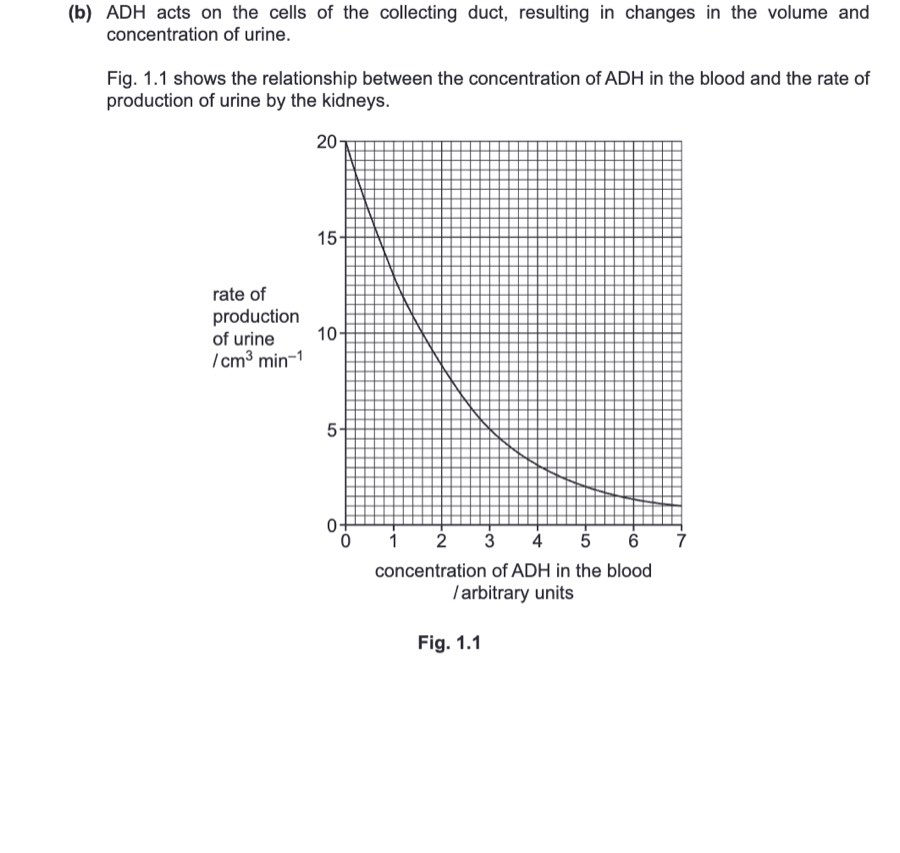 (b) ADH acts on the cells of the collecting duct, resulting in changes in the volume and
concentration of urine.
Fig. 1.1 shows the relationship between the concentration of ADH in the blood and the rate of
production of urine by the kidneys.
20
15
rate of
production
of urine
/ cm³ min⁻¹
10
5
0
0 1 2 3 4 5 6 7
concentration of ADH in the blood
/ arbitrary units
Fig. 1.1